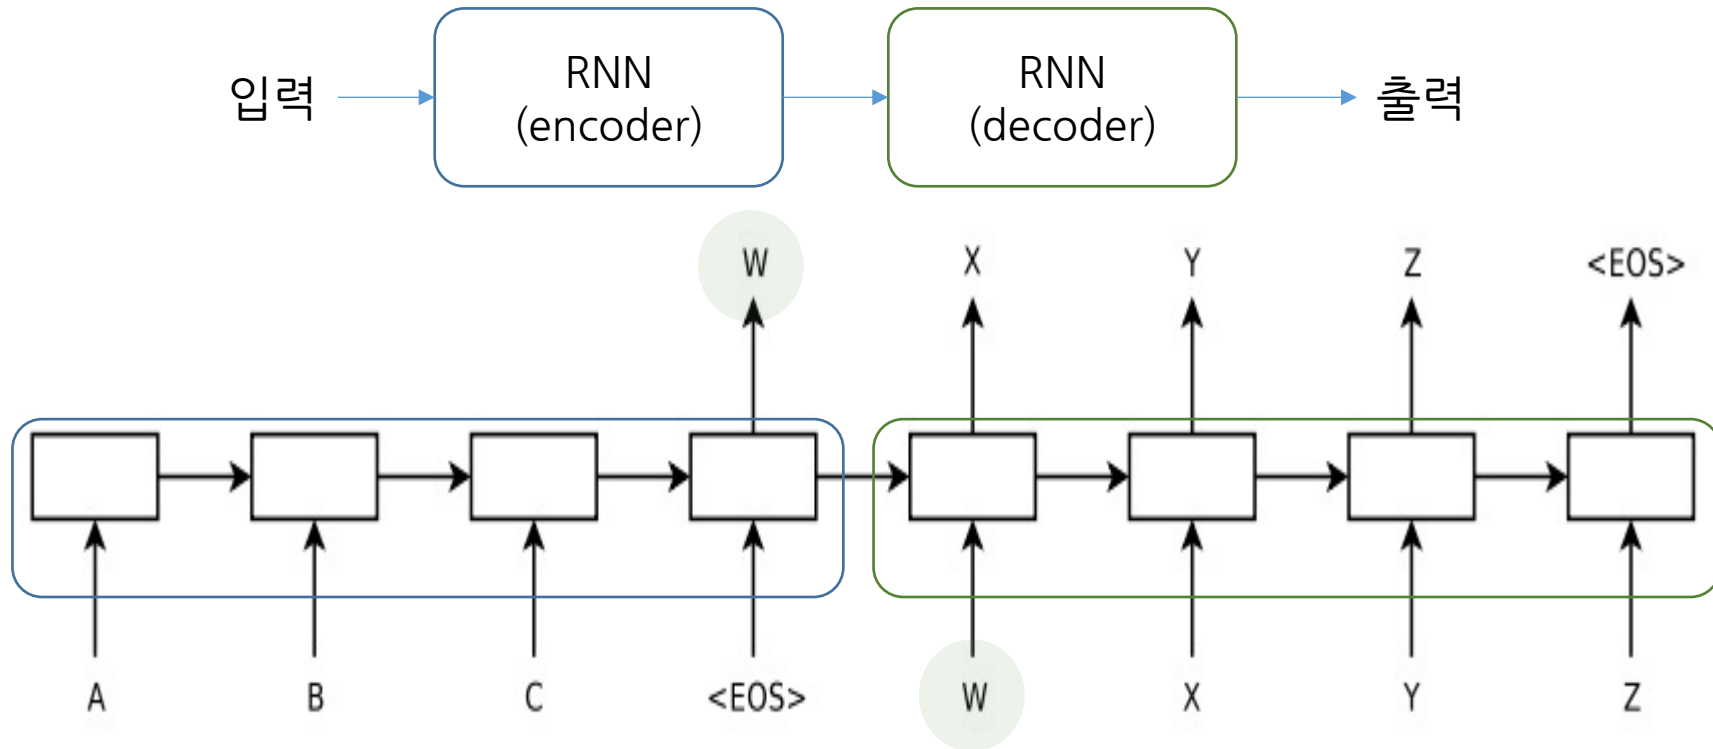 입력
RNN
(encoder)
RNN
(decoder)
출력
W
X
Y
Z
<EOS>
A
B
C
<EOS>
W
X
Y
Z